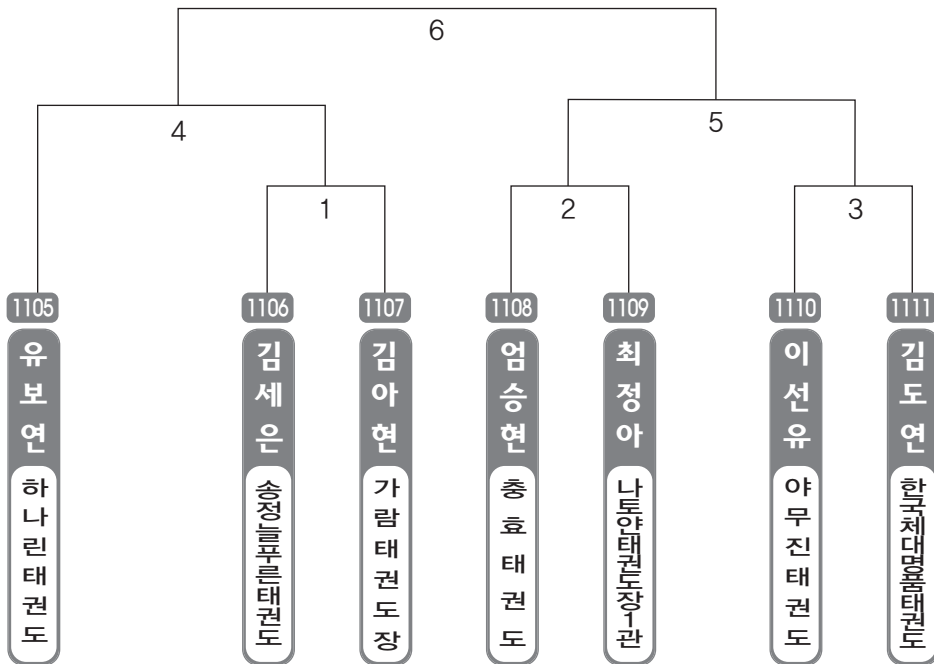 6
4
5
1
2
3
1105
1106
1107
1108
1109
1110
1111
유보연
김세은
김아현
엄승현
최정아
이선유
김도연
하나린태권도
송정늘푸른태권도
가람태권도장
충효태권도
나토얀태권도장1관
야무진태권도
한국체대명품태권도